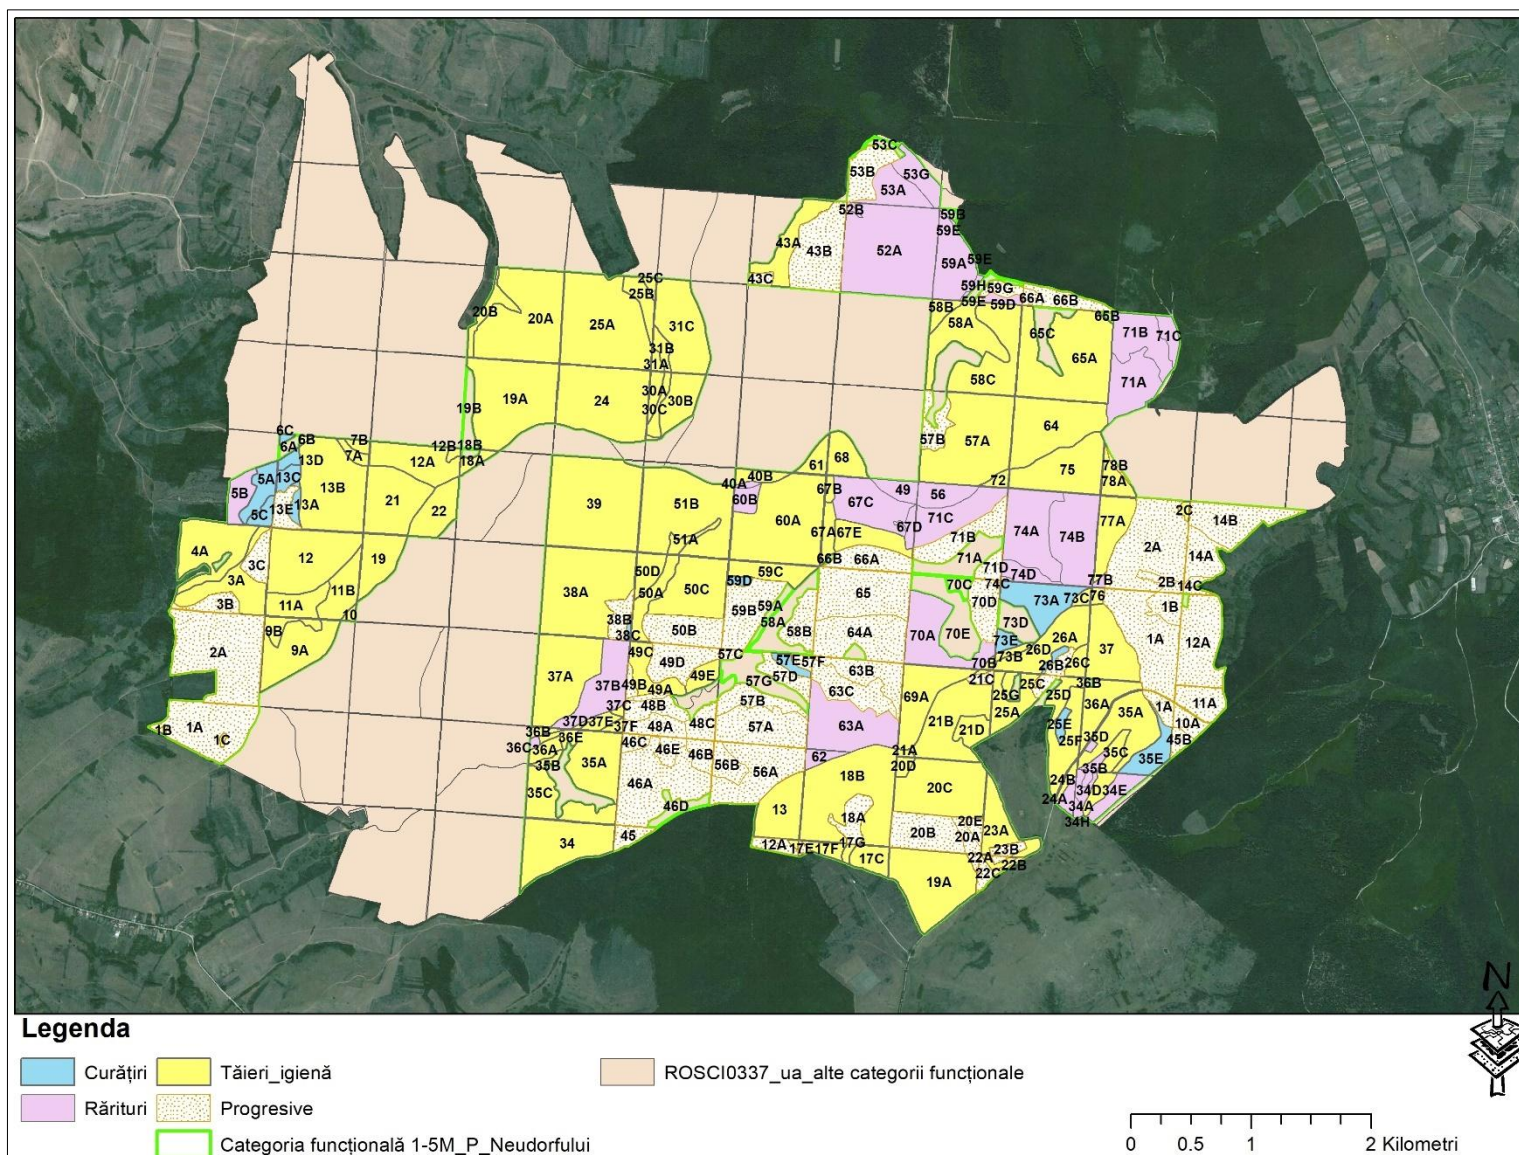 53C
53B
53G
53A
52B
59B
59E
43A
43B
52A
59A
59E
43C
59H
59G
59E
59D
66A
66B
25C
25B
20B
20A
25A
31C
58B
58A
65B
65C
71B
71C
65A
31B
31A
71A
58C
19A
24
30A
30B
30C
19B
64
57B
57A
6C
6A
6B
7B
7A
12B
18B
12A
18A
13D
61
68
75
78B
78A
5A
13C
5B
13B
13A
5C
13E
21
22
39
51B
40A
40B
60B
60A
67B
67C
49
56
72
71C
67D
67A
67E
74A
74B
77A
2C
14B
2A
14A
4A
3C
12
19
51A
71B
71A
66B
66A
71D
74D
77B
2B
14C
3A
3B
11A
11B
10
38A
50D
50A
50C
59C
59D
59B
59A
65
70C
74C
70D
73A
73C
76
1B
9B
9A
2A
38B
38C
50B
58A
58B
64A
70A
70E
73D
73E
73B
26A
26D
37
1A
12A
49C
57C
57E
57F
63B
70B
26B
26C
37A
37B
49B
49A
49D
49E
57G
57D
63C
69A
21C
25C
25G
25D
36B
37C
48B
57B
25A
36A
35A
1A
11A
1B
1A
1C
37D
37E
37F
48A
48C
57A
63A
21B
21D
25E
25F
35D
10A
45B
36B
36C
36A
36E
46C
46E
46B
62
21A
20D
35C
35E
35B
35A
56B
56A
18B
20C
24B
35B
35C
46A
46D
13
18A
24A
34D
34E
34A
34H
34
45
12A
17E
17F
17G
17C
20B
20E
20A
23A
23B
22A
22B
22C
19A
N
Legenda
Curățiri
Tăieri_igienă
ROSCI0337_ua_alte categorii funcționale
Rărituri
Progresive
Categoria funcțională 1-5M_P_Neudorfului
0 0.5 1 2 Kilometri